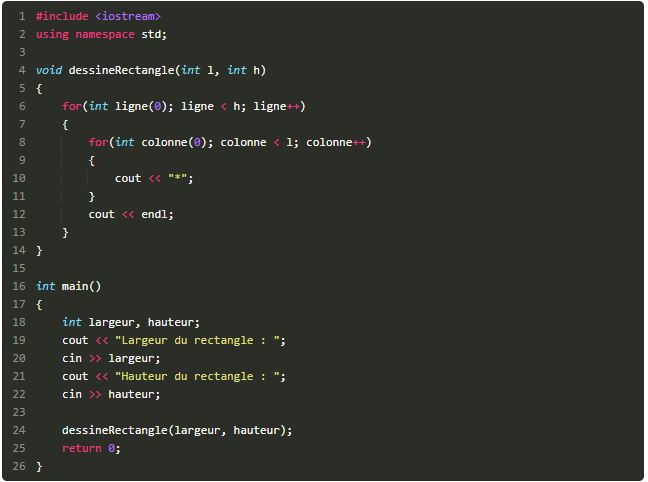 1 #include <iostream>
2 using namespace std;
3
4 void dessineRectangle(int l, int h)
5 {
6     for(int ligne(0); ligne < h; ligne++)
7     {
8         for(int colonne(0); colonne < l; colonne++)
9         {
10             cout << "*";
11         }
12         cout << endl;
13     }
14 }
15
16 int main()
17 {
18     int largeur, hauteur;
19     cout << "Largeur du rectangle : ";
20     cin >> largeur;
21     cout << "Hauteur du rectangle : ";
22     cin >> hauteur;
23
24     dessineRectangle(largeur, hauteur);
25     return 0;
26 }